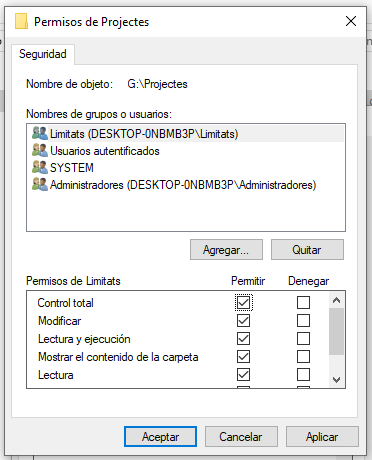 Permisos de Projectes
Seguridad
Nombre de objeto: G:\Projectes
Nombres de grupos o usuarios:
Limitats (DESKTOP-0NBMB3P\Limitats)
Usuarios autentificados
SYSTEM
Administradores (DESKTOP-0NBMB3P\Administradores)
Agregar... Quitar
Permisos de Limitats Permitir Denegar
Control total
Modificar
Lectura y ejecución
Mostrar el contenido de la carpeta
Lectura
Aceptar Cancelar Aplicar